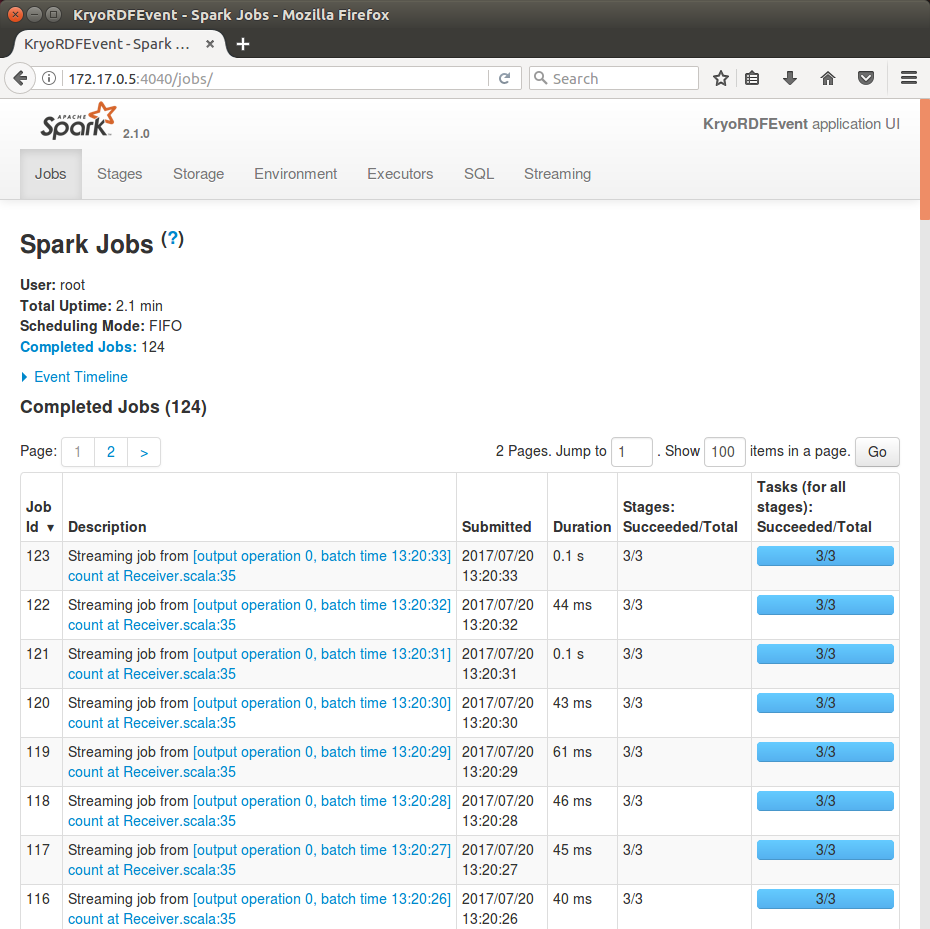 KryoRDFEvent - Spark Jobs - Mozilla Firefox
KryoRDFEvent - Spark ... × +
172.17.0.5:4040/jobs/ Search
APACHE
Spark 2.1.0 KryoRDFEvent application UI
Jobs Stages Storage Environment Executors SQL Streaming
Spark Jobs (?)
User: root
Total Uptime: 2.1 min
Scheduling Mode: FIFO
Completed Jobs: 124
Event Timeline
Completed Jobs (124)
Page: 1 2 > 2 Pages. Jump to 1 . Show 100 items in a page. Go
Job Id ▾ Description Submitted Duration Stages: Succeeded/Total Tasks (for all stages): Succeeded/Total
123 Streaming job from [output operation 0, batch time 13:20:33] 2017/07/20 0.1 s 3/3 3/3
count at Receiver.scala:35 13:20:33
122 Streaming job from [output operation 0, batch time 13:20:32] 2017/07/20 44 ms 3/3 3/3
count at Receiver.scala:35 13:20:32
121 Streaming job from [output operation 0, batch time 13:20:31] 2017/07/20 0.1 s 3/3 3/3
count at Receiver.scala:35 13:20:31
120 Streaming job from [output operation 0, batch time 13:20:30] 2017/07/20 43 ms 3/3 3/3
count at Receiver.scala:35 13:20:30
119 Streaming job from [output operation 0, batch time 13:20:29] 2017/07/20 61 ms 3/3 3/3
count at Receiver.scala:35 13:20:29
118 Streaming job from [output operation 0, batch time 13:20:28] 2017/07/20 46 ms 3/3 3/3
count at Receiver.scala:35 13:20:28
117 Streaming job from [output operation 0, batch time 13:20:27] 2017/07/20 45 ms 3/3 3/3
count at Receiver.scala:35 13:20:27
116 Streaming job from [output operation 0, batch time 13:20:26] 2017/07/20 40 ms 3/3 3/3
count at Receiver.scala:35 13:20:26